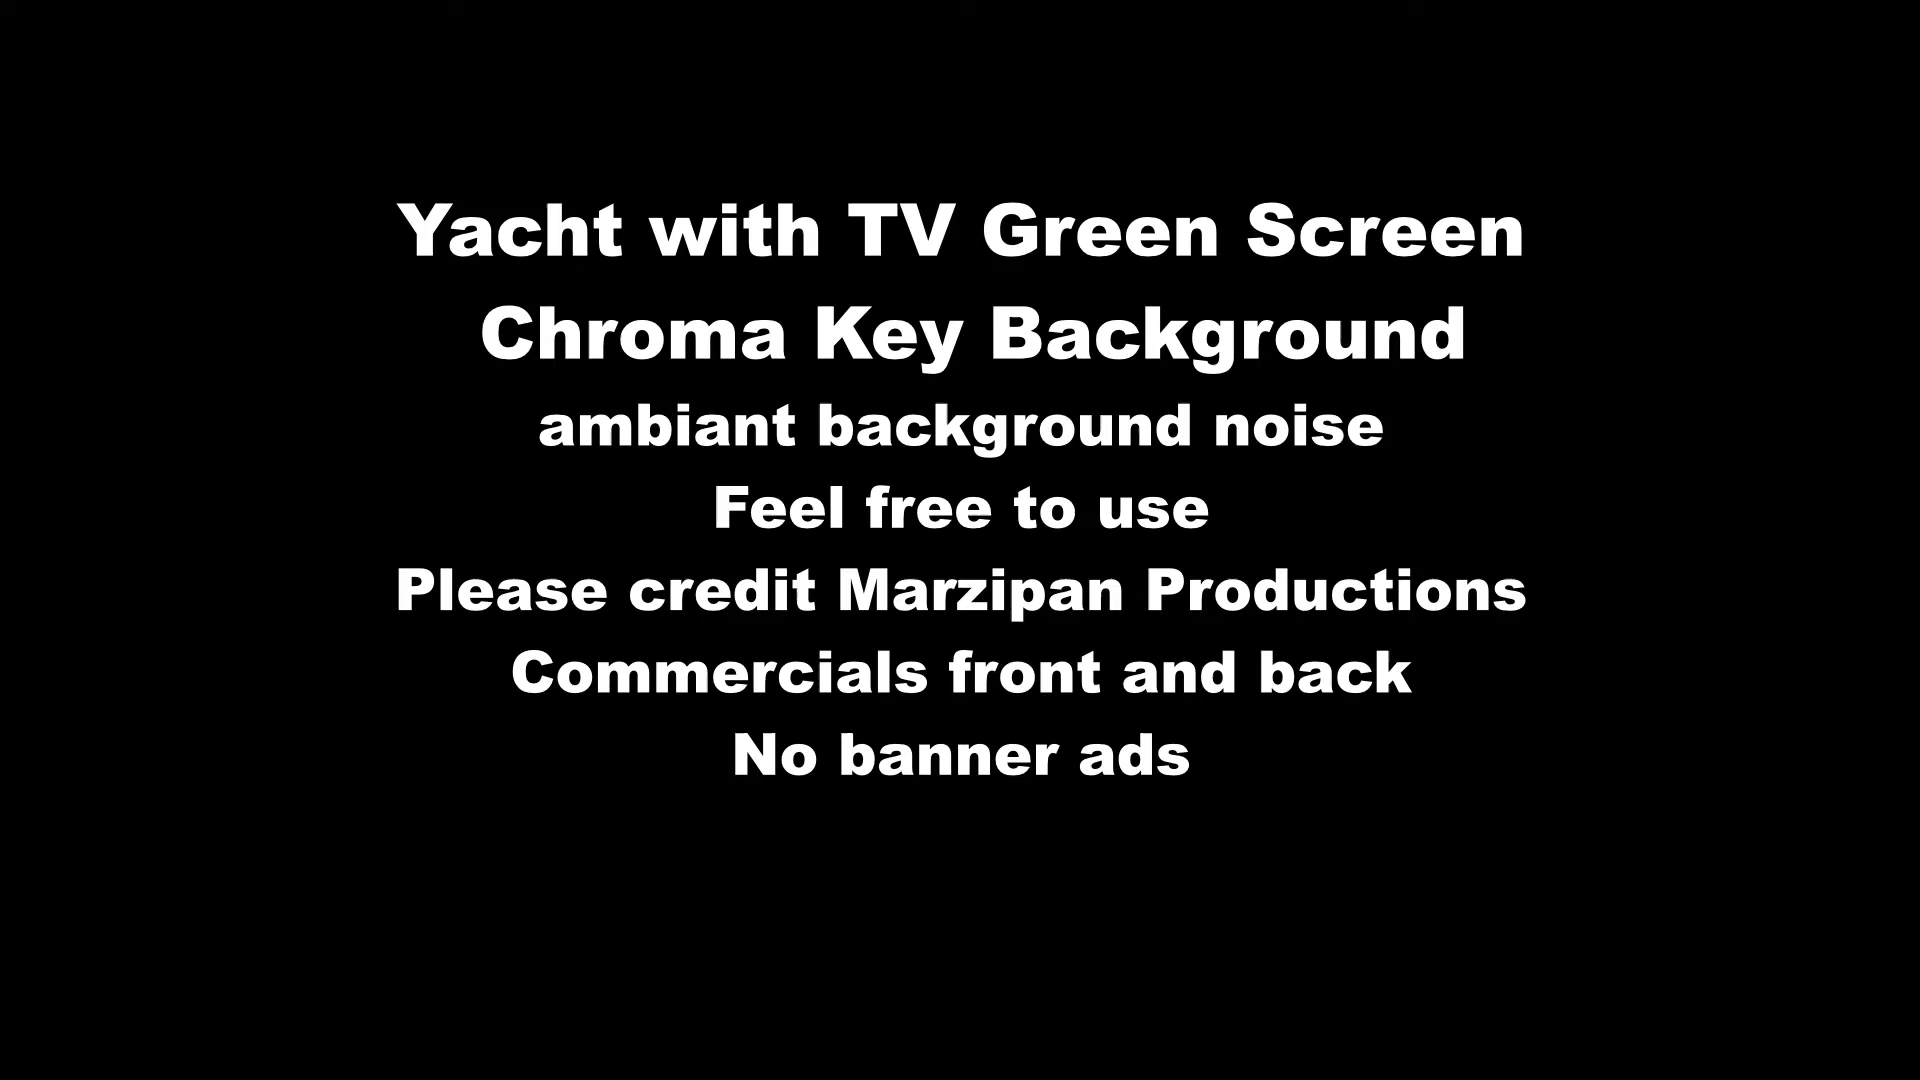 Yacht with TV Green Screen
Chroma Key Background
ambiant background noise
Feel free to use
Please credit Marzipan Productions
Commercials front and back
No banner ads